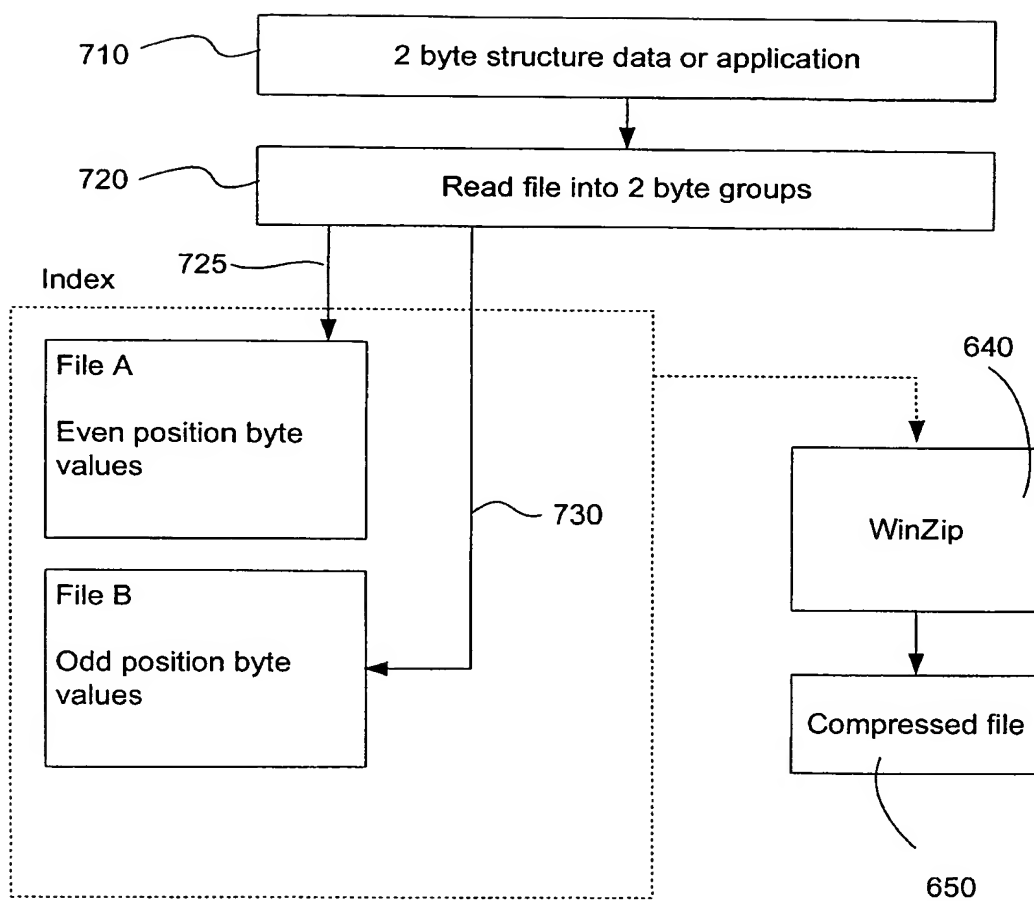 710
2 byte structure data or application
720
Read file into 2 byte groups
725
Index
File A
Even position byte
values
640
730
WinZip
File B
Odd position byte
values
Compressed file
650